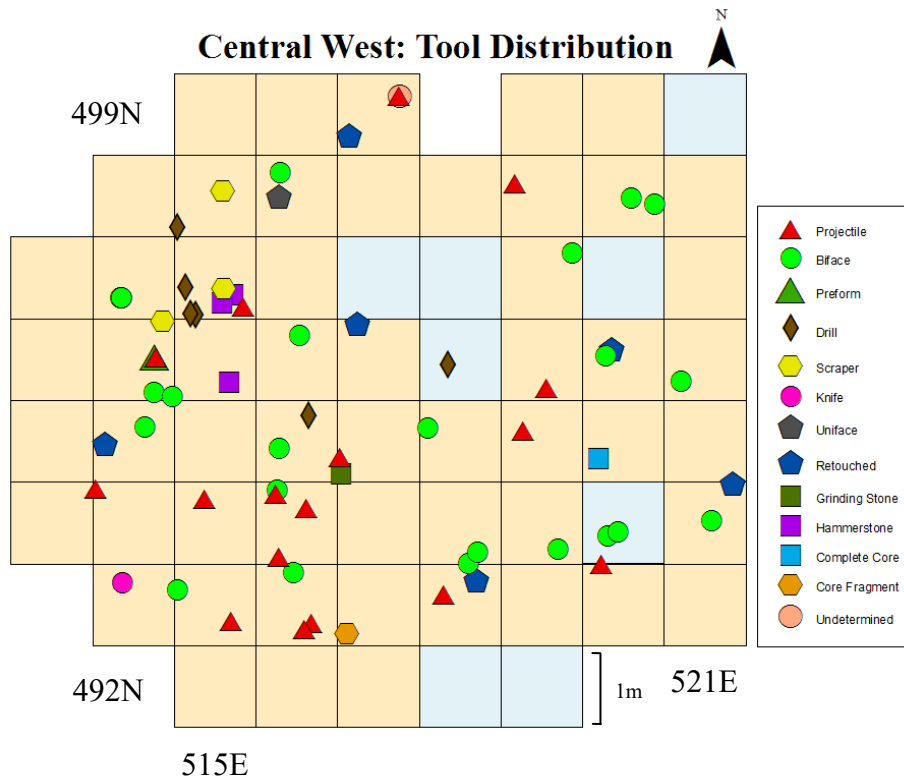 N
Central West: Tool Distribution
499N
Projectile
Biface
Preform
Drill
Scraper
Knife
Uniface
Retouched
Grinding Stone
Hammerstone
Complete Core
Core Fragment
Undetermined
492N
1m
521E
515E